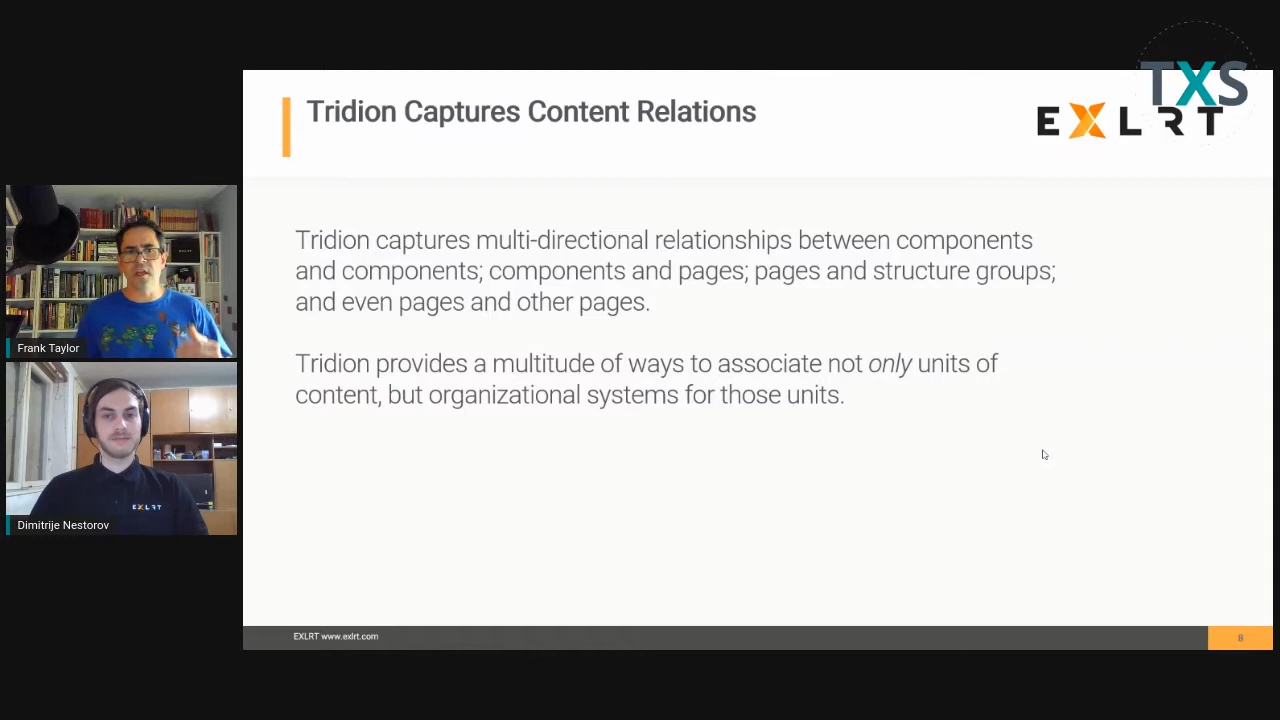 TXS
Tridion Captures Content Relations
EXLRT
Tridion captures multi-directional relationships between components
and components; components and pages; pages and structure groups;
and even pages and other pages.
Tridion provides a multitude of ways to associate not only units of
content, but organizational systems for those units.
Frank Taylor
EXLRT
Dimitrije Nestorov
EXLRT www.exlrt.com
8